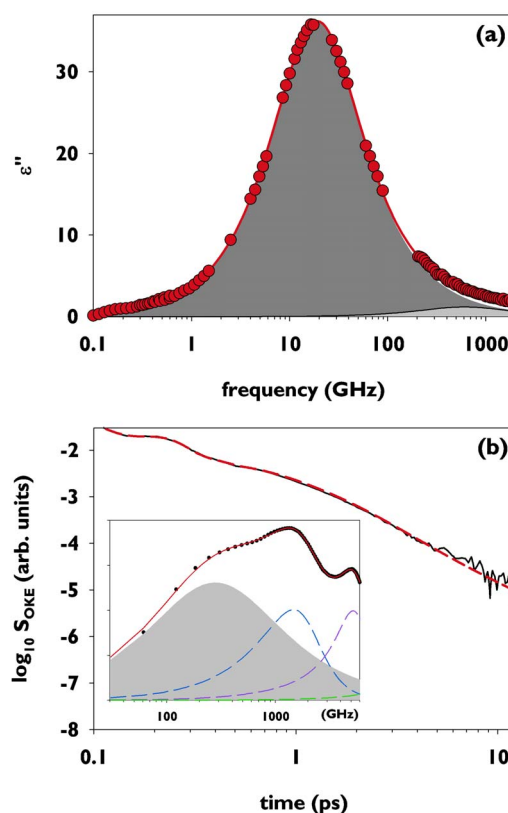 (a)
30
20
10
0
ε"
0.1 1 10 100 1000
frequency (GHz)
(b)
-2
-3
-4
-5
-6
-7
-8
log10 SOKE (arb. units)
100 1000 (GHz)
0.1 1 10
time (ps)